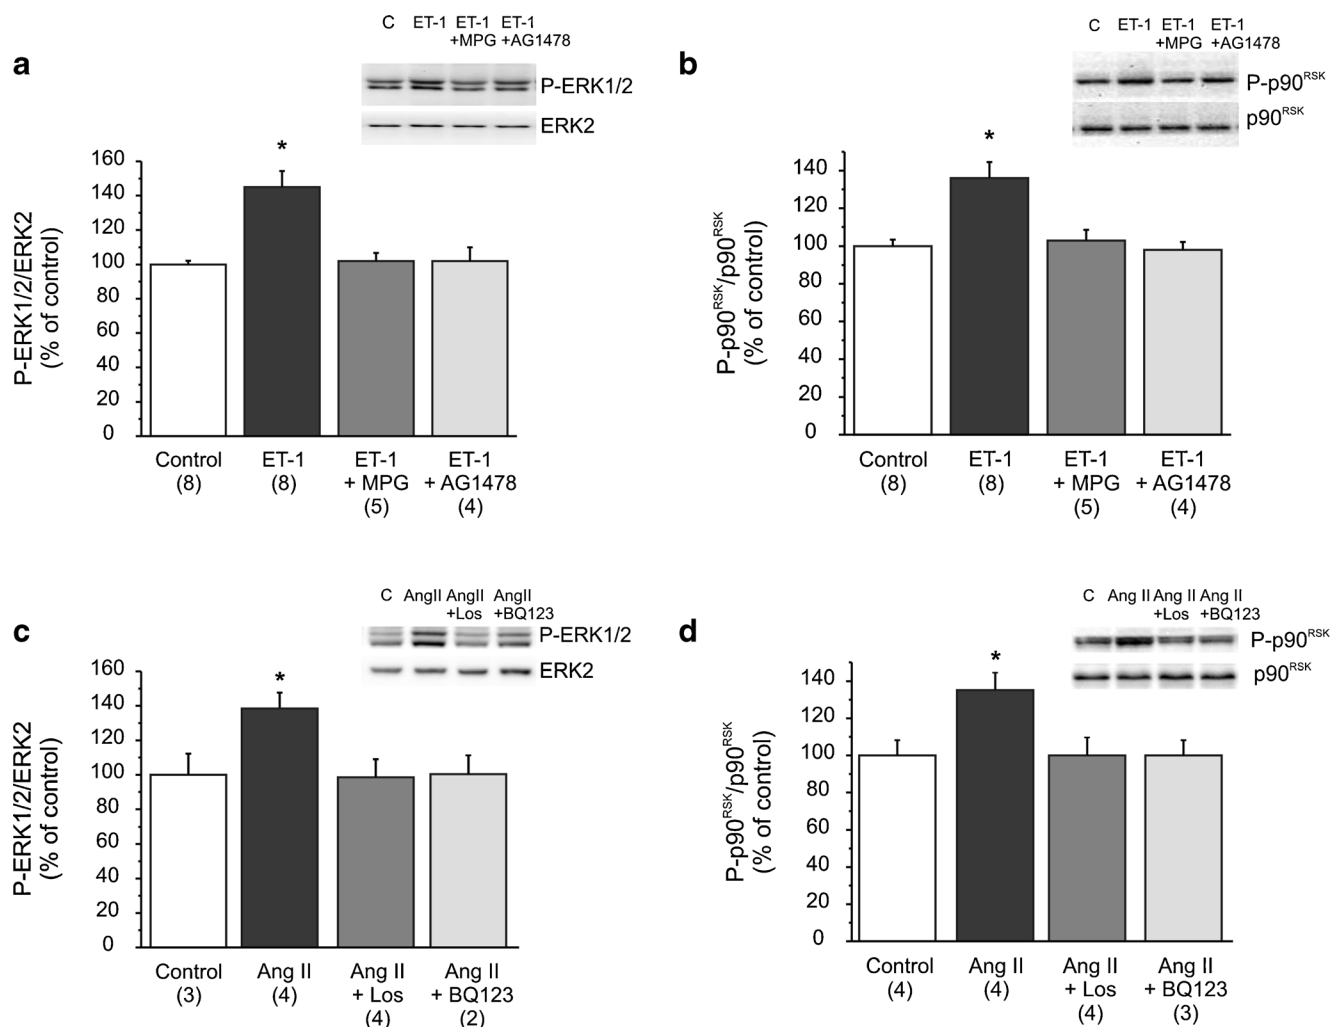 a
C ET-1 ET-1 ET-1
+MPG +AG1478
P-ERK1/2
ERK2
*
P-ERK1/2/ERK2
(% of control)
160
140
120
100
80
60
40
20
0
Control ET-1 ET-1 ET-1
+ MPG + AG1478
(8) (8) (5) (4)
b
C ET-1 ET-1 ET-1
+MPG +AG1478
P-p90RSK
p90RSK
*
P-p90RSK/p90RSK
(% of control)
140
120
100
80
60
40
20
0
Control ET-1 ET-1 ET-1
+ MPG + AG1478
(8) (8) (5) (4)
c
C AngII AngII AngII
+Los +BQ123
P-ERK1/2
ERK2
*
P-ERK1/2/ERK2
(% of control)
160
140
120
100
80
60
40
20
0
Control Ang II Ang II Ang II
+ Los + BQ123
(3) (4) (4) (2)
d
C Ang II Ang II Ang II
+Los +BQ123
P-p90RSK
p90RSK
*
P-p90RSK/p90RSK
(% of control)
140
120
100
80
60
40
20
0
Control Ang II Ang II Ang II
+ Los + BQ123
(4) (4) (4) (3)